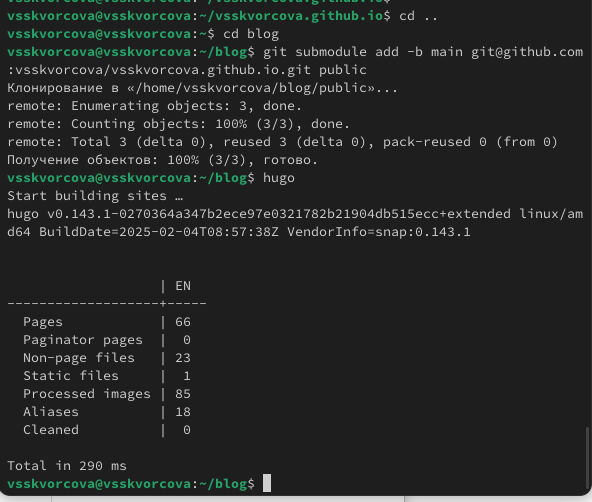 vsskvorcova@vsskvorcova:~/vsskvorcova.github.io$
vsskvorcova@vsskvorcova:~/vsskvorcova.github.io$ cd ..
vsskvorcova@vsskvorcova:~$ cd blog
vsskvorcova@vsskvorcova:~/blog$ git submodule add -b main git@github.com
:vsskvorcova/vsskvorcova.github.io.git public
Клонирование в «/home/vsskvorcova/blog/public»...
remote: Enumerating objects: 3, done.
remote: Counting objects: 100% (3/3), done.
remote: Total 3 (delta 0), reused 3 (delta 0), pack-reused 0 (from 0)
Получение объектов: 100% (3/3), готово.
vsskvorcova@vsskvorcova:~/blog$ hugo
Start building sites …
hugo v0.143.1-0270364a347b2ece97e0321782b21904db515ecc+extended linux/am
d64 BuildDate=2025-02-04T08:57:38Z VendorInfo=snap:0.143.1
                   | EN
-------------------+-----
  Pages            | 66
  Paginator pages  |  0
  Non-page files   | 23
  Static files     |  1
  Processed images | 85
  Aliases          | 18
  Cleaned          |  0
Total in 290 ms
vsskvorcova@vsskvorcova:~/blog$